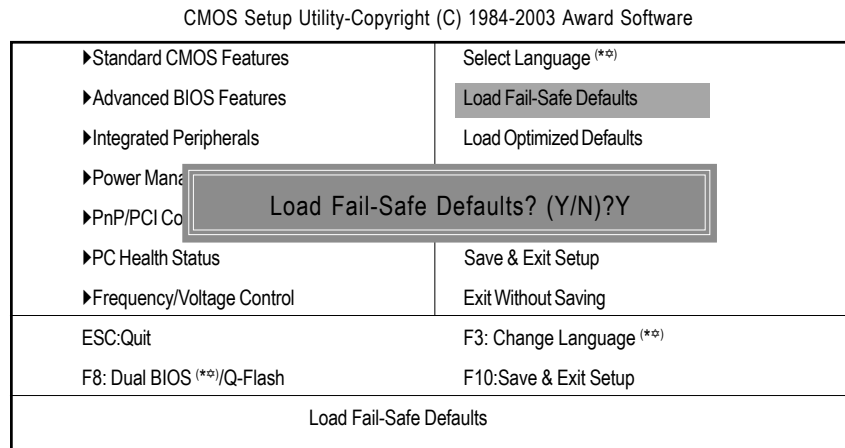 CMOS Setup Utility-Copyright (C) 1984-2003 Award Software
▶Standard CMOS Features
▶Advanced BIOS Features
▶Integrated Peripherals
▶Power Mana
▶PnP/PCI Co
▶PC Health Status
▶Frequency/Voltage Control
Select Language (*✡)
Load Fail-Safe Defaults
Load Optimized Defaults
Save & Exit Setup
Exit Without Saving
Load Fail-Safe Defaults? (Y/N)?Y
ESC:Quit
F3: Change Language (*✡)
F8: Dual BIOS (*✡)/Q-Flash
F10:Save & Exit Setup
Load Fail-Safe Defaults